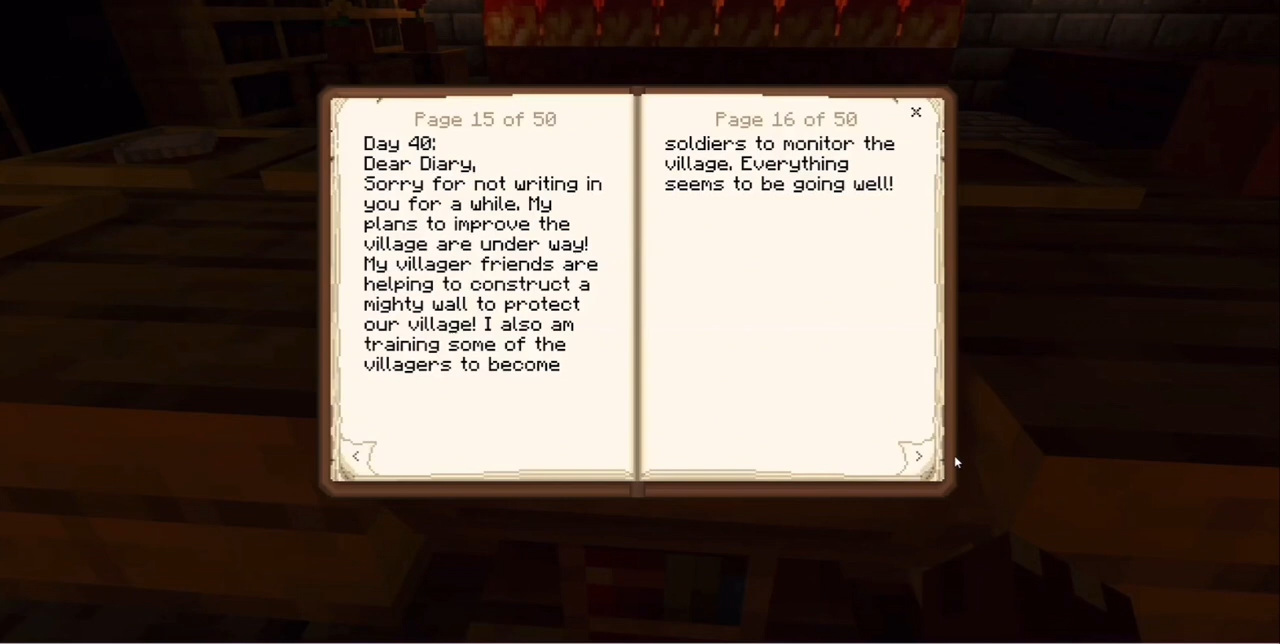 Page 15 of 50
Day 40:
Dear Diary,
Sorry for not writing in
you for a while. My
plans to improve the
village are under way!
My villager friends are
helping to construct a
mighty wall to protect
our village! I also am
training some of the
villagers to become
Page 16 of 50
soldiers to monitor the
village. Everything
seems to be going well!